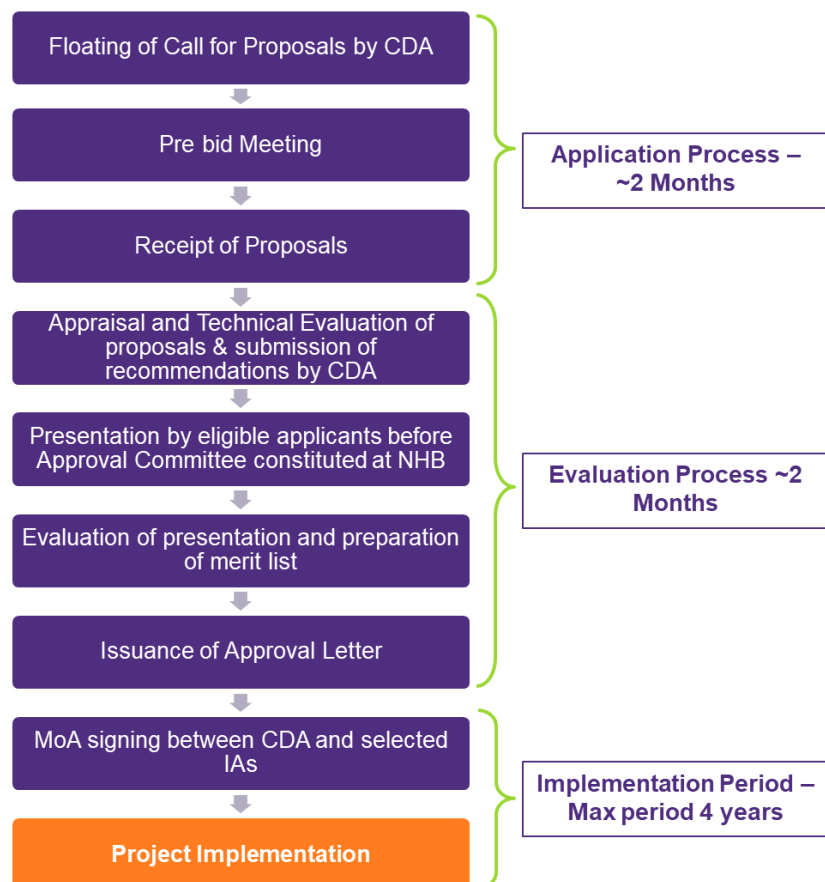 Floating of Call for Proposals by CDA
Pre bid Meeting
Receipt of Proposals
Application Process –
~2 Months
Appraisal and Technical Evaluation of
proposals & submission of
recommendations by CDA
Presentation by eligible applicants before
Approval Committee constituted at NHB
Evaluation of presentation and preparation
of merit list
Issuance of Approval Letter
Evaluation Process ~2
Months
MoA signing between CDA and selected
IAs
Project Implementation
Implementation Period –
Max period 4 years